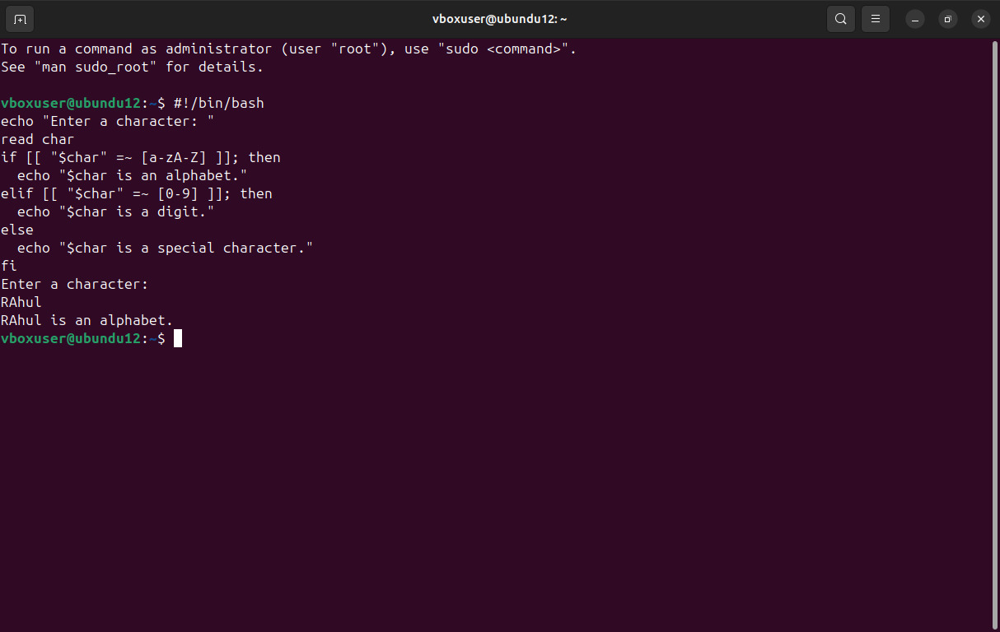 vboxuser@ubundu12: ~
To run a command as administrator (user "root"), use "sudo <command>".
See "man sudo_root" for details.

vboxuser@ubundu12:~$ #!/bin/bash
echo "Enter a character: "
read char
if [[ "$char" =~ [a-zA-Z] ]]; then
  echo "$char is an alphabet."
elif [[ "$char" =~ [0-9] ]]; then
  echo "$char is a digit."
else
  echo "$char is a special character."
fi
Enter a character:
RAhul
RAhul is an alphabet.
vboxuser@ubundu12:~$